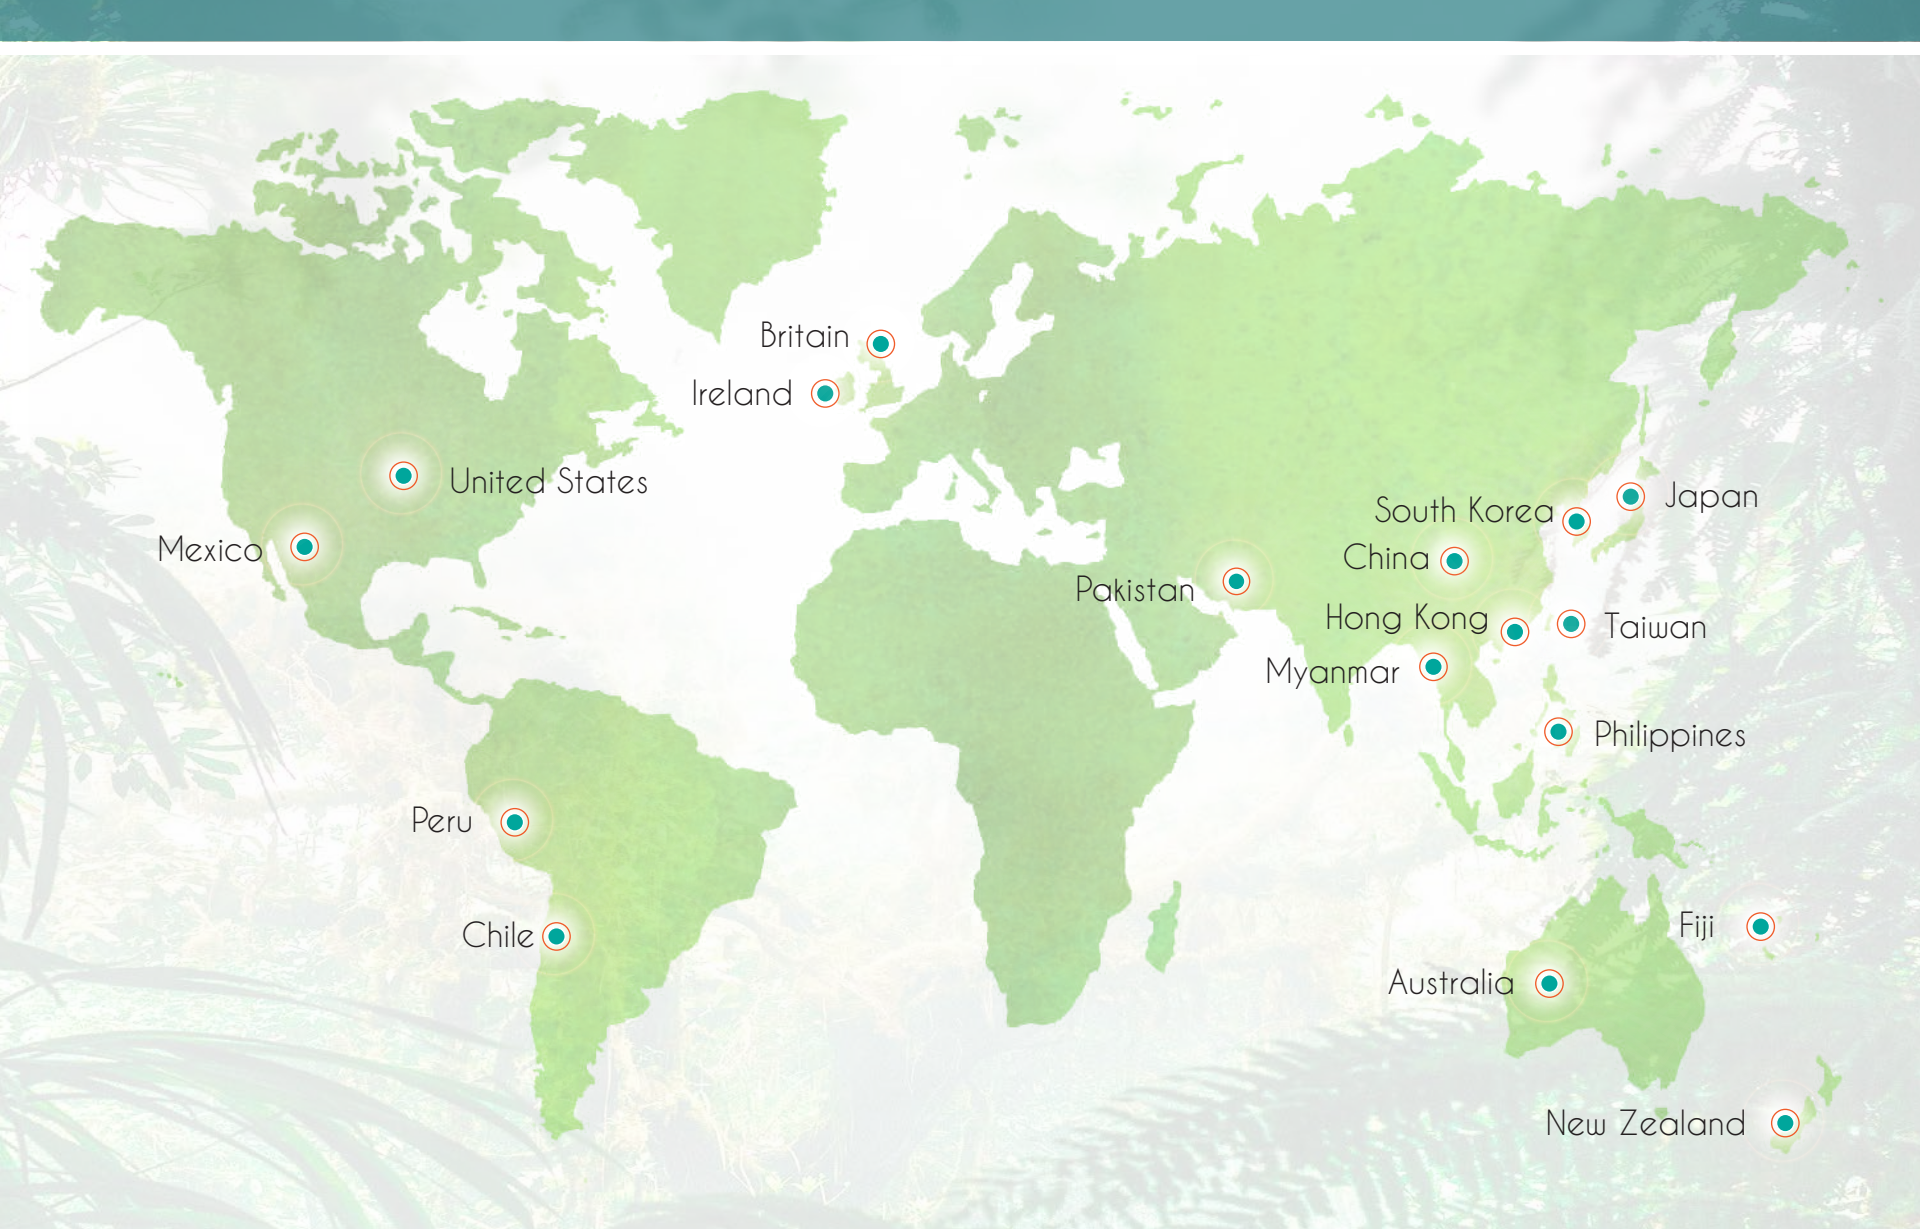 Britain
Ireland
United States
South Korea
Japan
Mexico
China
Pakistan
Hong Kong
Taiwan
Myanmar
Philippines
Peru
Fiji
Chile
Australia
New Zealand